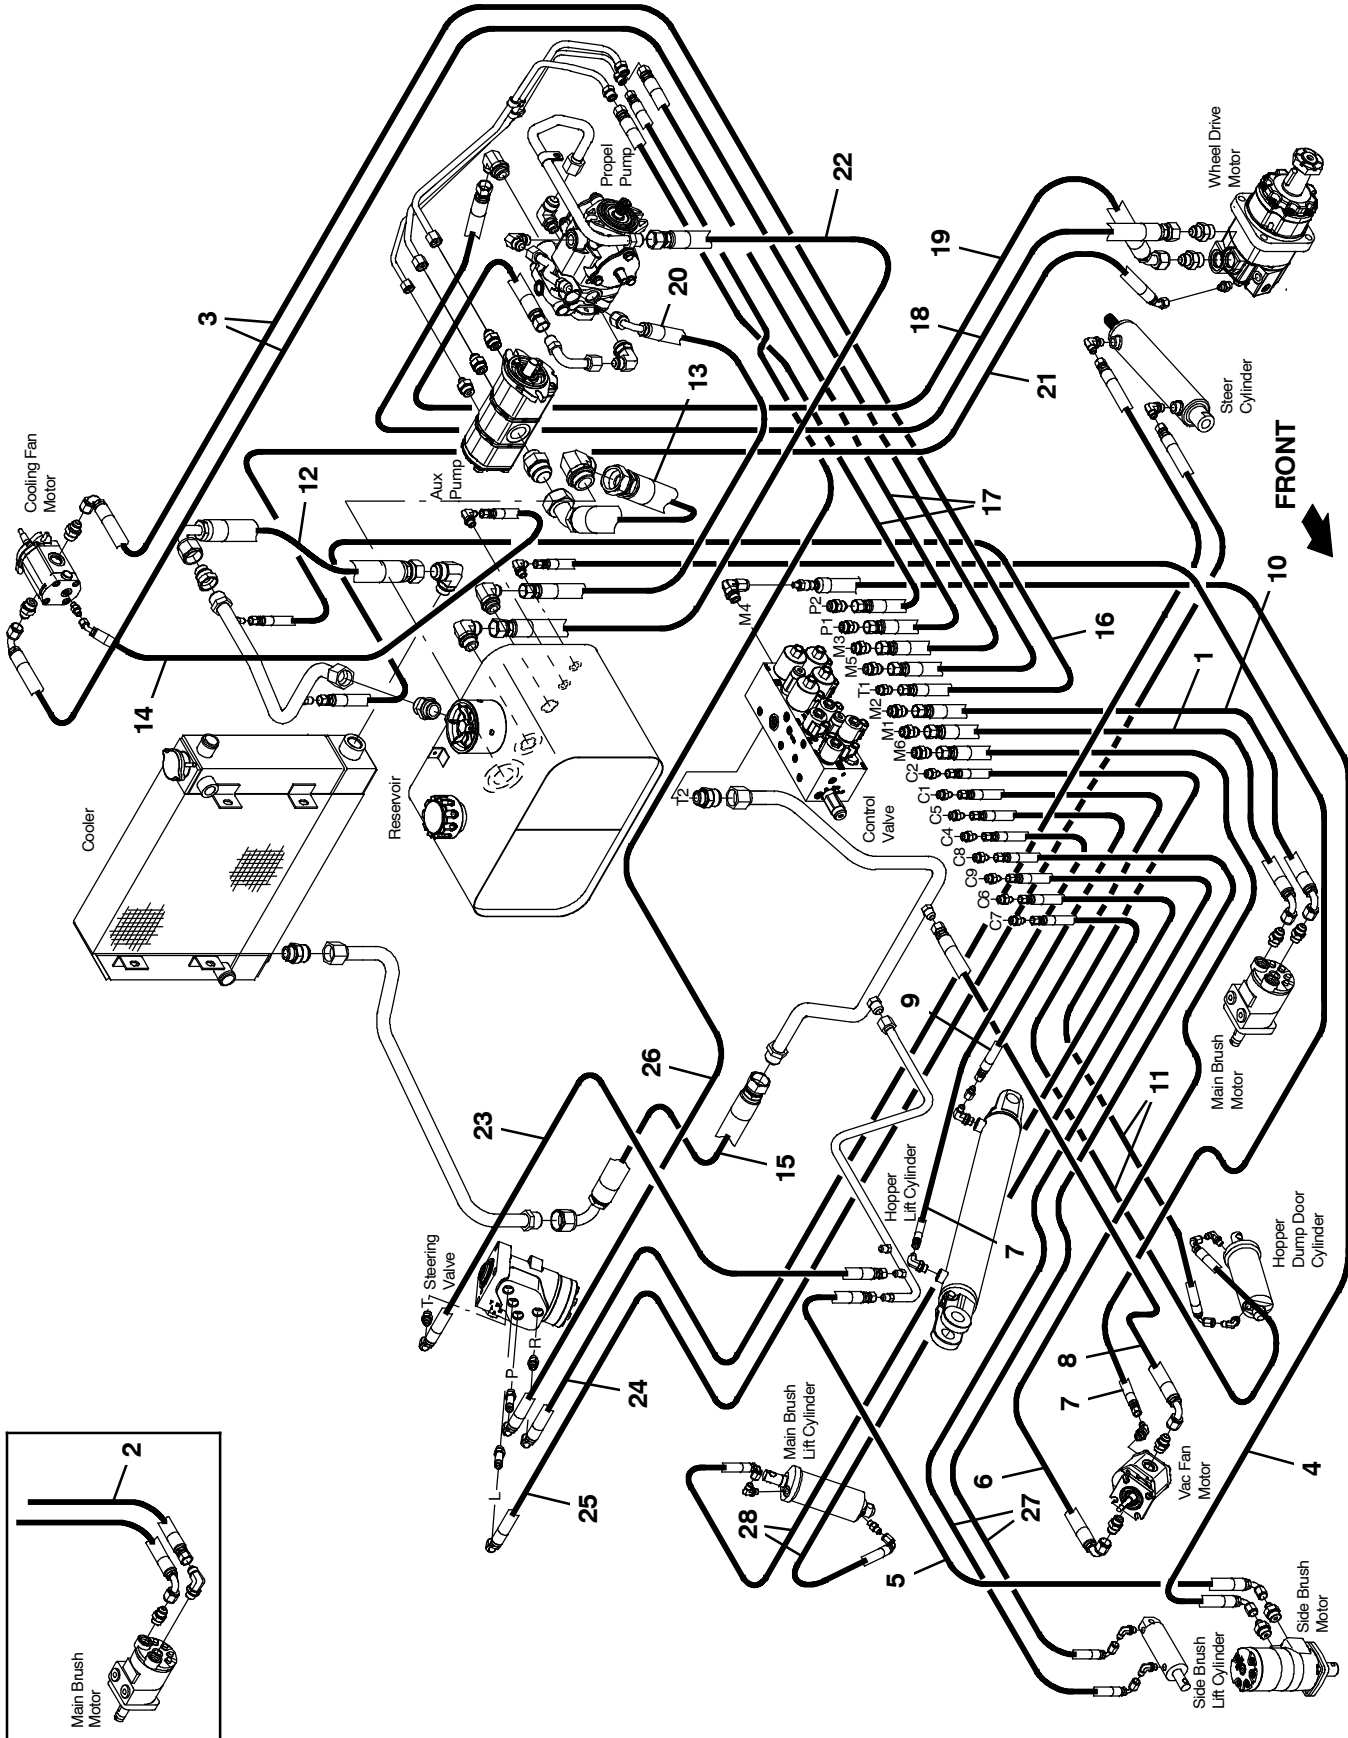 Main Brush
Motor
2
3
Cooling Fan
Motor
12
14
Cooler
Reservoir
Aux
Pump
Propel
Pump
13
20
22
19
18
21
Wheel Drive
Motor
Steer
Cylinder
FRONT
17
10
16
1
M4
P2
P1
M3
M5
T1
M2
M1
M6
C2
C1
C5
C4
C8
C9
C6
C7
T2
Control
Valve
26
23
15
9
Steering
Valve
T
P
R
L
24
25
Hopper
Lift Cylinder
7
Main Brush
Motor
11
Hopper
Dump Door
Cylinder
8
7
6
Vac Fan
Motor
4
Main Brush
Lift Cylinder
28
27
5
Side Brush
Lift Cylinder
Side Brush
Motor